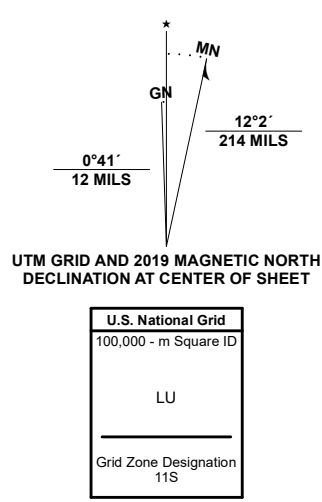 ★
MN
GN
12°2´
214 MILS
0°41´
12 MILS
UTM GRID AND 2019 MAGNETIC NORTH
DECLINATION AT CENTER OF SHEET
U.S. National Grid
100,000 - m Square ID
LU
Grid Zone Designation
11S